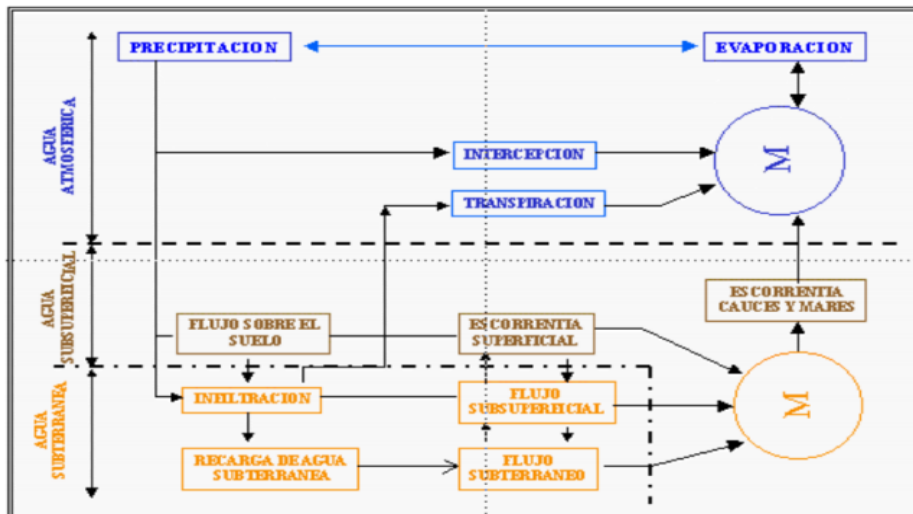 PRECIPITACION
EVAPORACION
AGUA
ATMOSFERICA
M
INTERCEPCION
TRANSPIRACION
AGUA
SUBSUPERFICIAL
ESCORRENTIA
CAUCES Y MARES
FLUJO SOBRE EL
SUELO
ESCORRENTIA
SUPERFICIAL
AGUA
SUBTERRANEA
INFILTRACION
FLUJO
SUBSUPERFICIAL
M
RECARGA DE AGUA
SUBTERRANEA
FLUJO
SUBTERRANEO